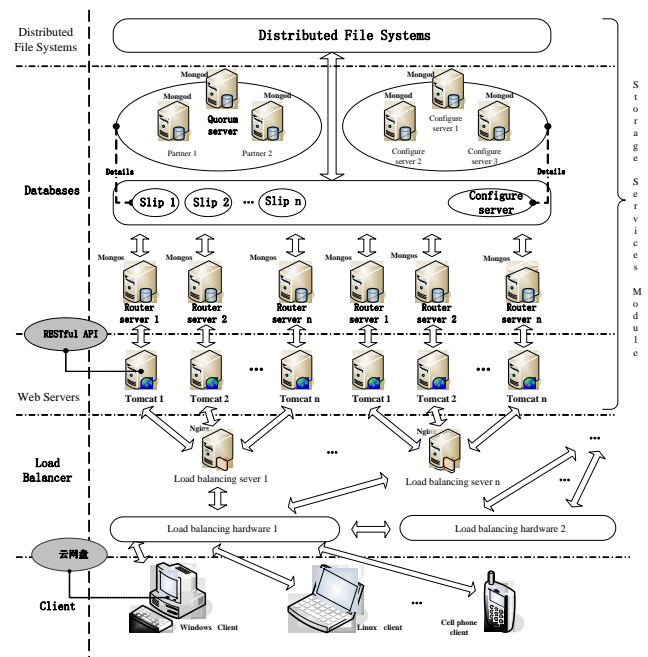 Distributed
File Systems
Distributed File Systems
Mongod
Mongod
Mongod
Quorum
server
Partner 1
Partner 2
Mongod
Mongod
Mongod
Configure
server 1
Configure
server 2
Configure
server 3
Details
Details
Databases
Slip 1
Slip 2
...
Slip n
Configure
server
Mongos
Mongos
Mongos
Mongos
Mongos
Mongos
...
...
Router
server 1
Router
server 2
Router
server n
Router
server 1
Router
server 2
Router
server n
RESTful API
...
...
Web Servers
Tomcat 1
Tomcat 2
Tomcat n
Tomcat 1
Tomcat 2
Tomcat n
Storage Services Module
Nginx
Nginx
...
...
Load
Balancer
Load balancing sever 1
Load balancing sever n
...
Load balancing hardware 1
Load balancing hardware 2
云网盘
Client
Windows Client
Linux client
...
Cell phone
client